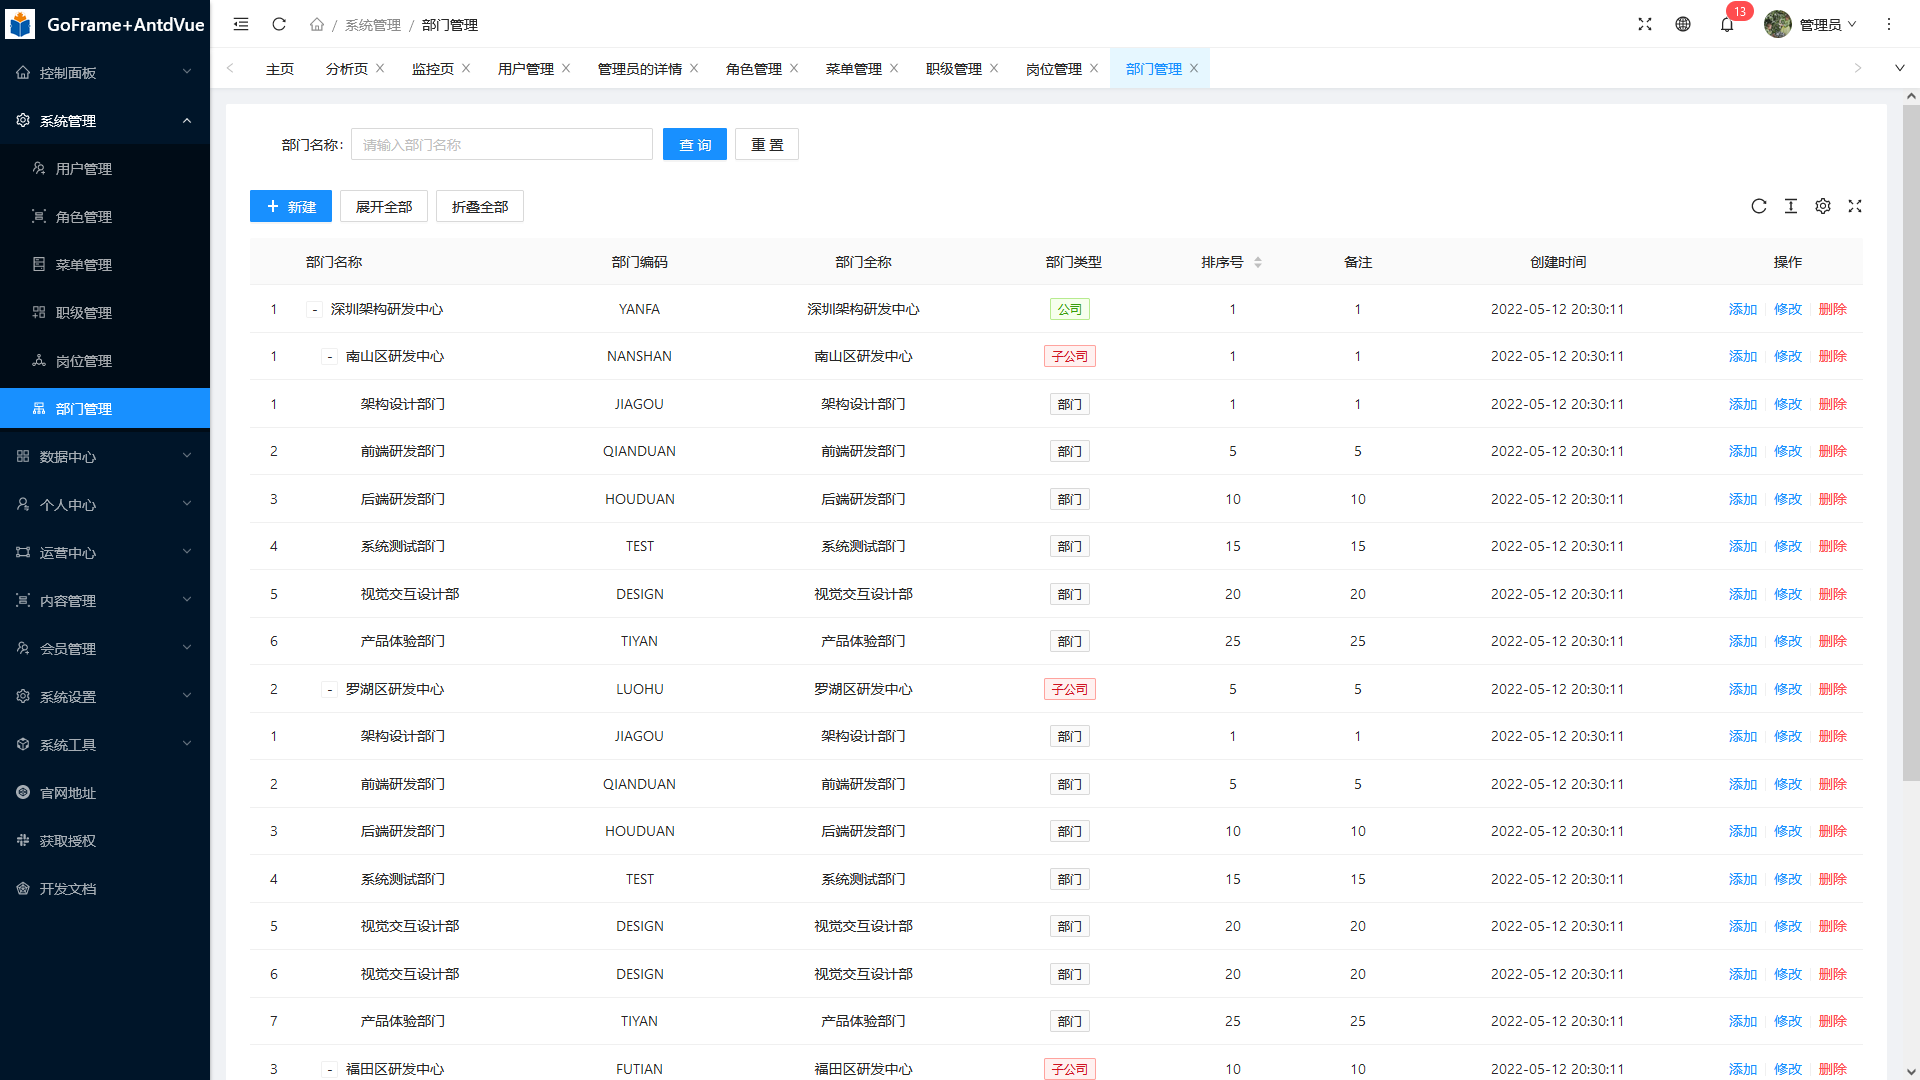 GoFrame+AntdVue
系统管理 / 部门管理
13
管理员
主页 分析页 监控页 用户管理 管理员的详情 角色管理 菜单管理 职级管理 岗位管理 部门管理
控制面板
系统管理
用户管理
角色管理
菜单管理
职级管理
岗位管理
部门管理
数据中心
个人中心
运营中心
内容管理
会员管理
系统设置
系统工具
官网地址
获取授权
开发文档
部门名称: 请输入部门名称 查询 重置
+ 新建 展开全部 折叠全部
部门名称 部门编码 部门全称 部门类型 排序号 备注 创建时间 操作
1 - 深圳架构研发中心 YANFA 深圳架构研发中心 公司 1 1 2022-05-12 20:30:11 添加 修改 删除
1 - 南山区研发中心 NANSHAN 南山区研发中心 子公司 1 1 2022-05-12 20:30:11 添加 修改 删除
1 架构设计部门 JIAGOU 架构设计部门 部门 1 1 2022-05-12 20:30:11 添加 修改 删除
2 前端研发部门 QIANDUAN 前端研发部门 部门 5 5 2022-05-12 20:30:11 添加 修改 删除
3 后端研发部门 HOUDUAN 后端研发部门 部门 10 10 2022-05-12 20:30:11 添加 修改 删除
4 系统测试部门 TEST 系统测试部门 部门 15 15 2022-05-12 20:30:11 添加 修改 删除
5 视觉交互设计部 DESIGN 视觉交互设计部 部门 20 20 2022-05-12 20:30:11 添加 修改 删除
6 产品体验部门 TIYAN 产品体验部门 部门 25 25 2022-05-12 20:30:11 添加 修改 删除
2 - 罗湖区研发中心 LUOHU 罗湖区研发中心 子公司 5 5 2022-05-12 20:30:11 添加 修改 删除
1 架构设计部门 JIAGOU 架构设计部门 部门 1 1 2022-05-12 20:30:11 添加 修改 删除
2 前端研发部门 QIANDUAN 前端研发部门 部门 5 5 2022-05-12 20:30:11 添加 修改 删除
3 后端研发部门 HOUDUAN 后端研发部门 部门 10 10 2022-05-12 20:30:11 添加 修改 删除
4 系统测试部门 TEST 系统测试部门 部门 15 15 2022-05-12 20:30:11 添加 修改 删除
5 视觉交互设计部 DESIGN 视觉交互设计部 部门 20 20 2022-05-12 20:30:11 添加 修改 删除
6 视觉交互设计部 DESIGN 视觉交互设计部 部门 20 20 2022-05-12 20:30:11 添加 修改 删除
7 产品体验部门 TIYAN 产品体验部门 部门 25 25 2022-05-12 20:30:11 添加 修改 删除
3 - 福田区研发中心 FUTIAN 福田区研发中心 子公司 10 10 2022-05-12 20:30:11 添加 修改 删除